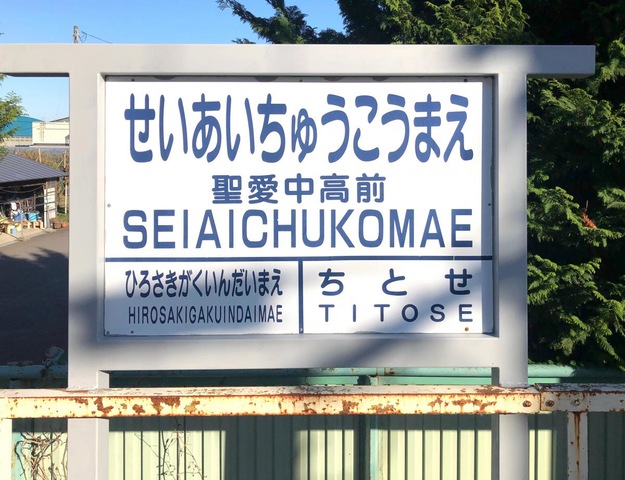 せいあいちゅうこうまえ
聖愛中高前
SEIAICHUKOMAE
ひろさきがくいんだいまえ
HIROSAKIGAKUINDAIMAE
ちとせ
TITOSE